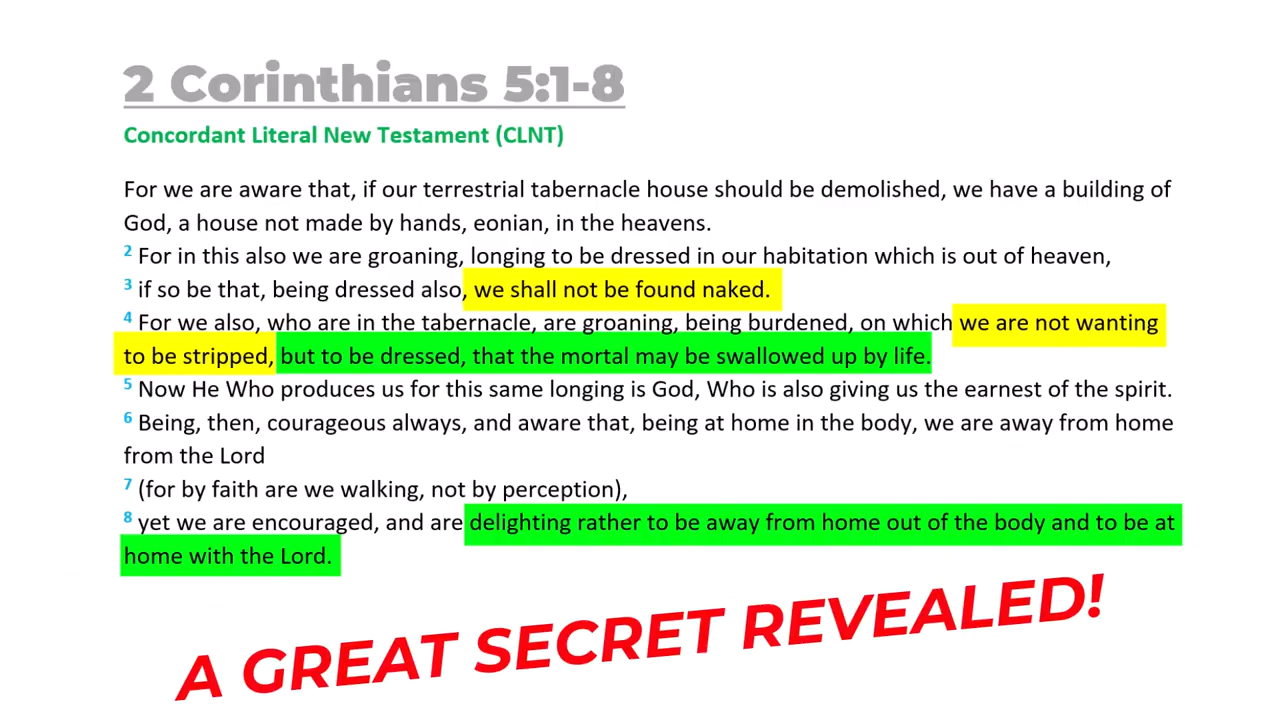 2 Corinthians 5:1-8
Concordant Literal New Testament (CLNT)
For we are aware that, if our terrestrial tabernacle house should be demolished, we have a building of
God, a house not made by hands, eonian, in the heavens.
2 For in this also we are groaning, longing to be dressed in our habitation which is out of heaven,
3 if so be that, being dressed also, we shall not be found naked.
4 For we also, who are in the tabernacle, are groaning, being burdened, on which we are not wanting
to be stripped, but to be dressed, that the mortal may be swallowed up by life.
5 Now He Who produces us for this same longing is God, Who is also giving us the earnest of the spirit.
6 Being, then, courageous always, and aware that, being at home in the body, we are away from home
from the Lord
7 (for by faith are we walking, not by perception),
8 yet we are encouraged, and are delighting rather to be away from home out of the body and to be at
home with the Lord.
A GREAT SECRET REVEALED!